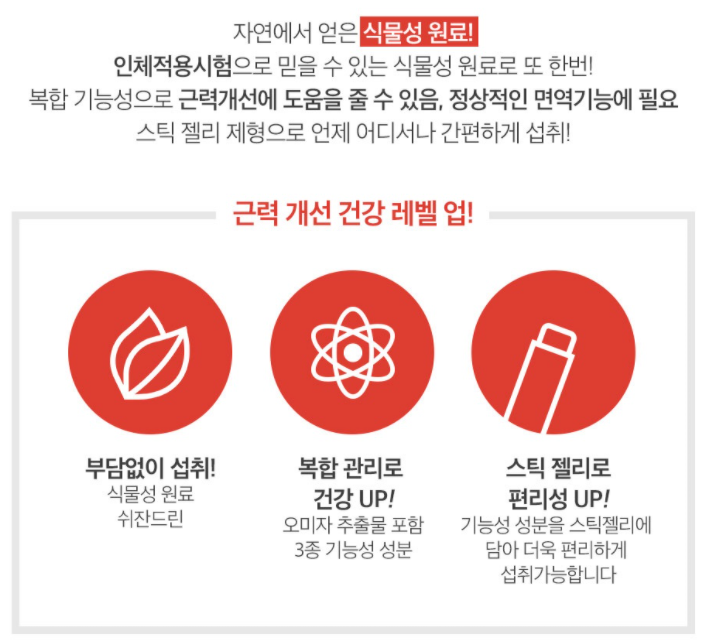 자연에서 얻은 식물성 원료!
인체적용시험으로 믿을 수 있는 식물성 원료로 또 한번!
복합 기능성으로 근력개선에 도움을 줄 수 있음, 정상적인 면역기능에 필요
스틱 젤리 제형으로 언제 어디서나 간편하게 섭취!
근력 개선 건강 레벨 업!
부담없이 섭취!
식물성 원료
쉬잔드린
복합 관리로
건강 UP!
오미자 추출물 포함
3종 기능성 성분
스틱 젤리로
편리성 UP!
기능성 성분을 스틱젤리에
담아 더욱 편리하게
섭취가능합니다